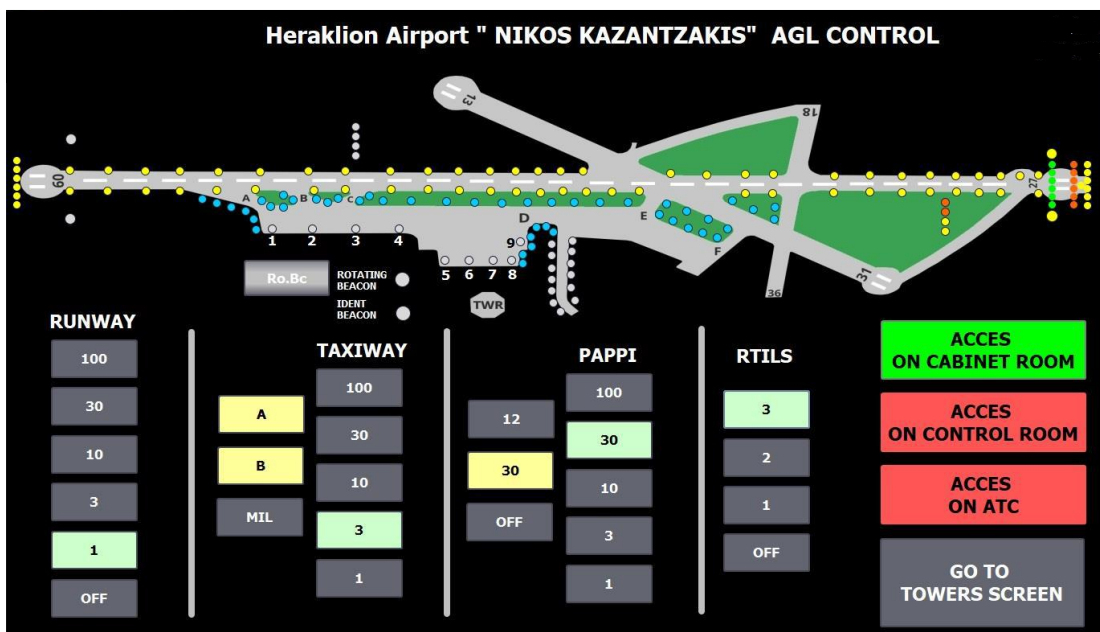 Heraklion Airport " NIKOS KAZANTZAKIS" AGL CONTROL
13
18
09
27
A
B
C
D
E
F
1
2
3
4
9
5
6
7
8
31
36
Ro.Bc
ROTATING
BEACON
IDENT
BEACON
TWR
RUNWAY
100
30
10
3
1
OFF
TAXIWAY
A
B
MIL
100
30
10
3
1
PAPPI
12
30
OFF
100
30
10
3
1
RTILS
3
2
1
OFF
ACCES
ON CABINET ROOM
ACCES
ON CONTROL ROOM
ACCES
ON ATC
GO TO
TOWERS SCREEN